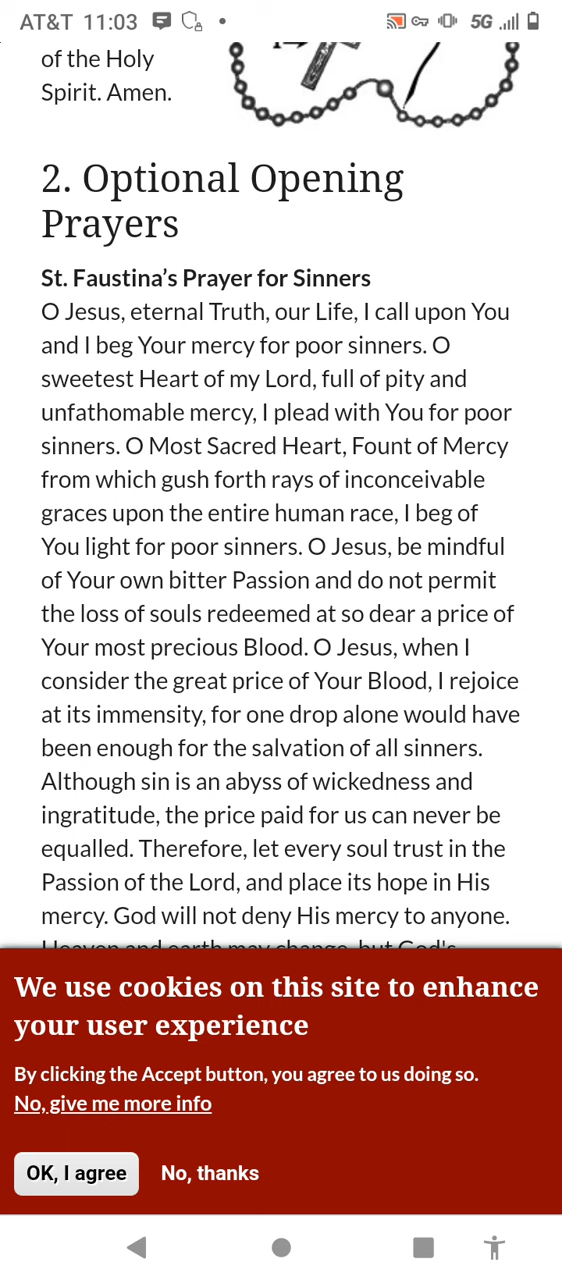 AT&T 11:03 5G
of the Holy
Spirit. Amen.
2. Optional Opening
Prayers
St. Faustina’s Prayer for Sinners
O Jesus, eternal Truth, our Life, I call upon You
and I beg Your mercy for poor sinners. O
sweetest Heart of my Lord, full of pity and
unfathomable mercy, I plead with You for poor
sinners. O Most Sacred Heart, Fount of Mercy
from which gush forth rays of inconceivable
graces upon the entire human race, I beg of
You light for poor sinners. O Jesus, be mindful
of Your own bitter Passion and do not permit
the loss of souls redeemed at so dear a price of
Your most precious Blood. O Jesus, when I
consider the great price of Your Blood, I rejoice
at its immensity, for one drop alone would have
been enough for the salvation of all sinners.
Although sin is an abyss of wickedness and
ingratitude, the price paid for us can never be
equalled. Therefore, let every soul trust in the
Passion of the Lord, and place its hope in His
mercy. God will not deny His mercy to anyone.
Heaven and earth may change, but God's
We use cookies on this site to enhance
your user experience
By clicking the Accept button, you agree to us doing so.
No, give me more info
OK, I agree No, thanks